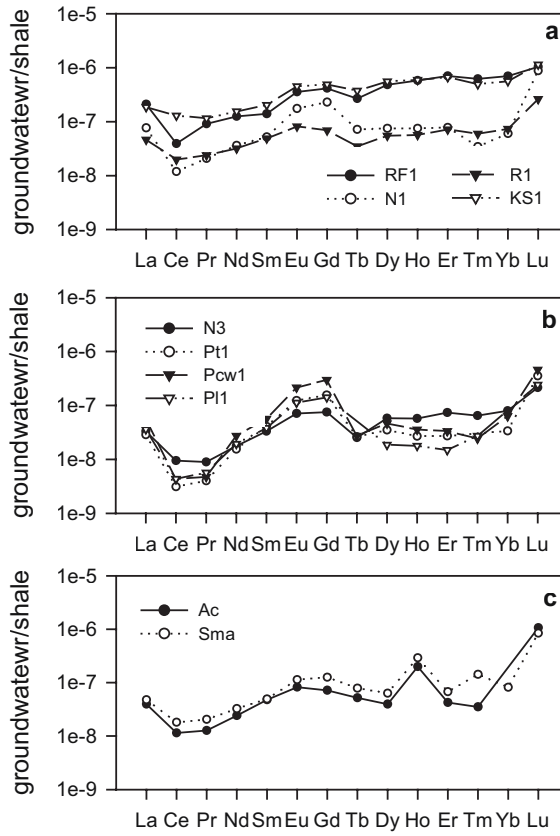 1e-5
a
1e-6
1e-7
1e-8
1e-9
groundwatewr/shale
RF1 R1
N1 KS1
La Ce Pr Nd Sm Eu Gd Tb Dy Ho Er Tm Yb Lu
1e-5
b
1e-6
1e-7
1e-8
1e-9
groundwatewr/shale
N3
Pt1
Pcw1
Pl1
La Ce Pr Nd Sm Eu Gd Tb Dy Ho Er Tm Yb Lu
1e-5
c
1e-6
1e-7
1e-8
1e-9
groundwatewr/shale
Ac
Sma
La Ce Pr Nd Sm Eu Gd Tb Dy Ho Er Tm Yb Lu